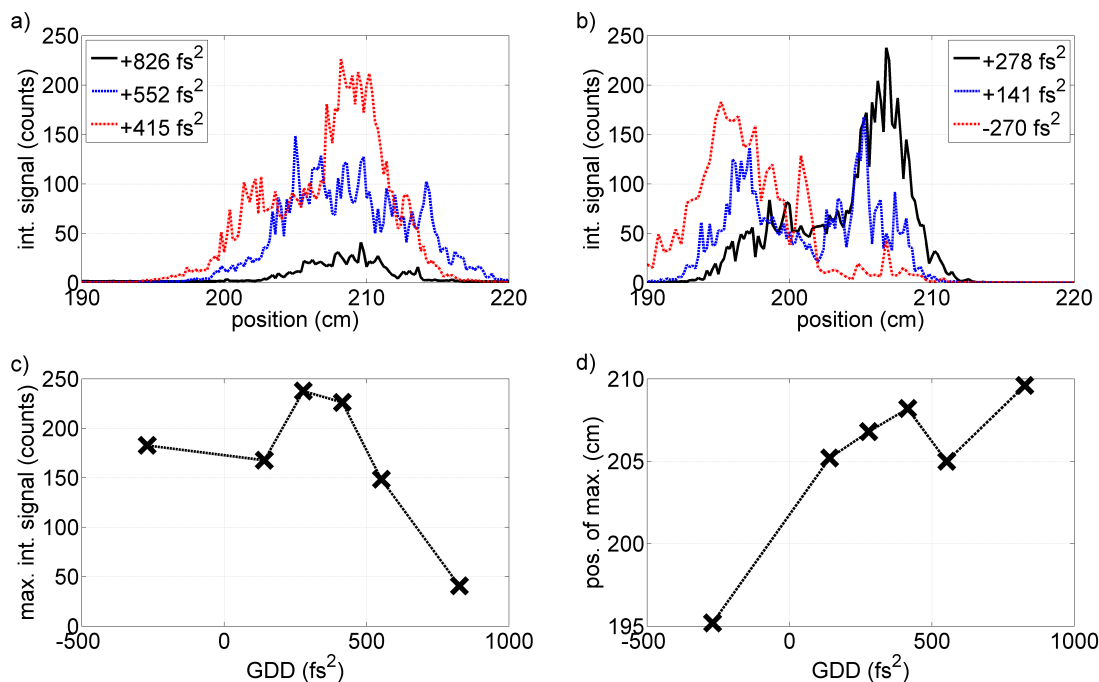 a)
int. signal (counts)
250
200
150
100
50
0
+826 fs²
+552 fs²
+415 fs²
190
200
210
220
position (cm)
b)
int. signal (counts)
250
200
150
100
50
0
+278 fs²
+141 fs²
-270 fs²
190
200
210
220
position (cm)
c)
max. int. signal (counts)
250
200
150
100
50
0
-500
0
500
1000
GDD (fs²)
d)
pos. of max. (cm)
210
205
200
195
-500
0
500
1000
GDD (fs²)